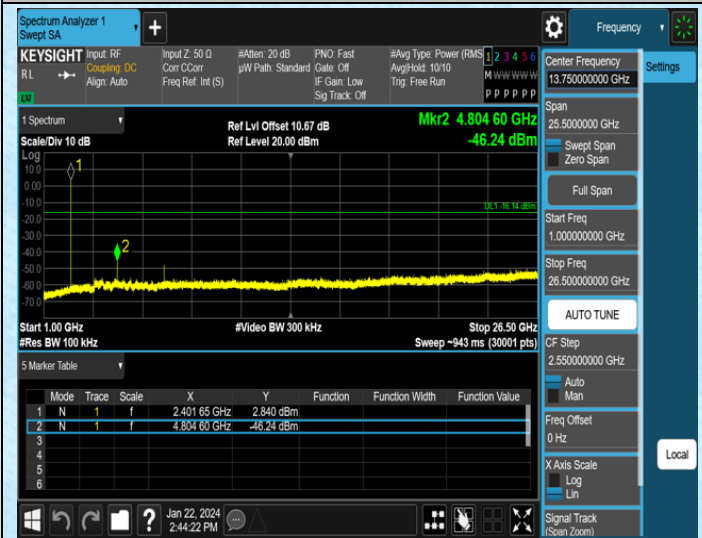 Spectrum Analyzer 1
Swept SA
+
Frequency
KEYSIGHT
R L
LXI
Input: RF
Coupling: DC
Align: Auto
Input Z: 50 Ω
Corr CCorr
Freq Ref: Int (S)
#Atten: 20 dB
µW Path: Standard
PNO: Fast
Gate: Off
IF Gain: Low
Sig Track: Off
#Avg Type: Power (RMS
Avg|Hold: 10/10
Trig: Free Run
1 2 3 4 5 6
M W W W W W
P P P P P P
1 Spectrum
Scale/Div 10 dB
Ref Lvl Offset 10.67 dB
Ref Level 20.00 dBm
Mkr2 4.804 60 GHz
-46.24 dBm
Log
10.0
0.00
-10.0
-20.0
-30.0
-40.0
-50.0
-60.0
-70.0
1
2
DL1 -16.14 dBm
Start 1.00 GHz
#Res BW 100 kHz
#Video BW 300 kHz
Stop 26.50 GHz
Sweep ~943 ms (30001 pts)
5 Marker Table
Mode Trace Scale X Y Function Function Width Function Value
1 N 1 f 2.401 65 GHz 2.840 dBm
2 N 1 f 4.804 60 GHz -46.24 dBm
3
4
5
6
?
Jan 22, 2024
2:44:22 PM
Center Frequency
13.750000000 GHz
Span
25.5000000 GHz
Swept Span
Zero Span
Full Span
Start Freq
1.000000000 GHz
Stop Freq
26.500000000 GHz
AUTO TUNE
CF Step
2.550000000 GHz
Auto
Man
Freq Offset
0 Hz
X Axis Scale
Log
Lin
Signal Track
(Span Zoom)
Settings
Local